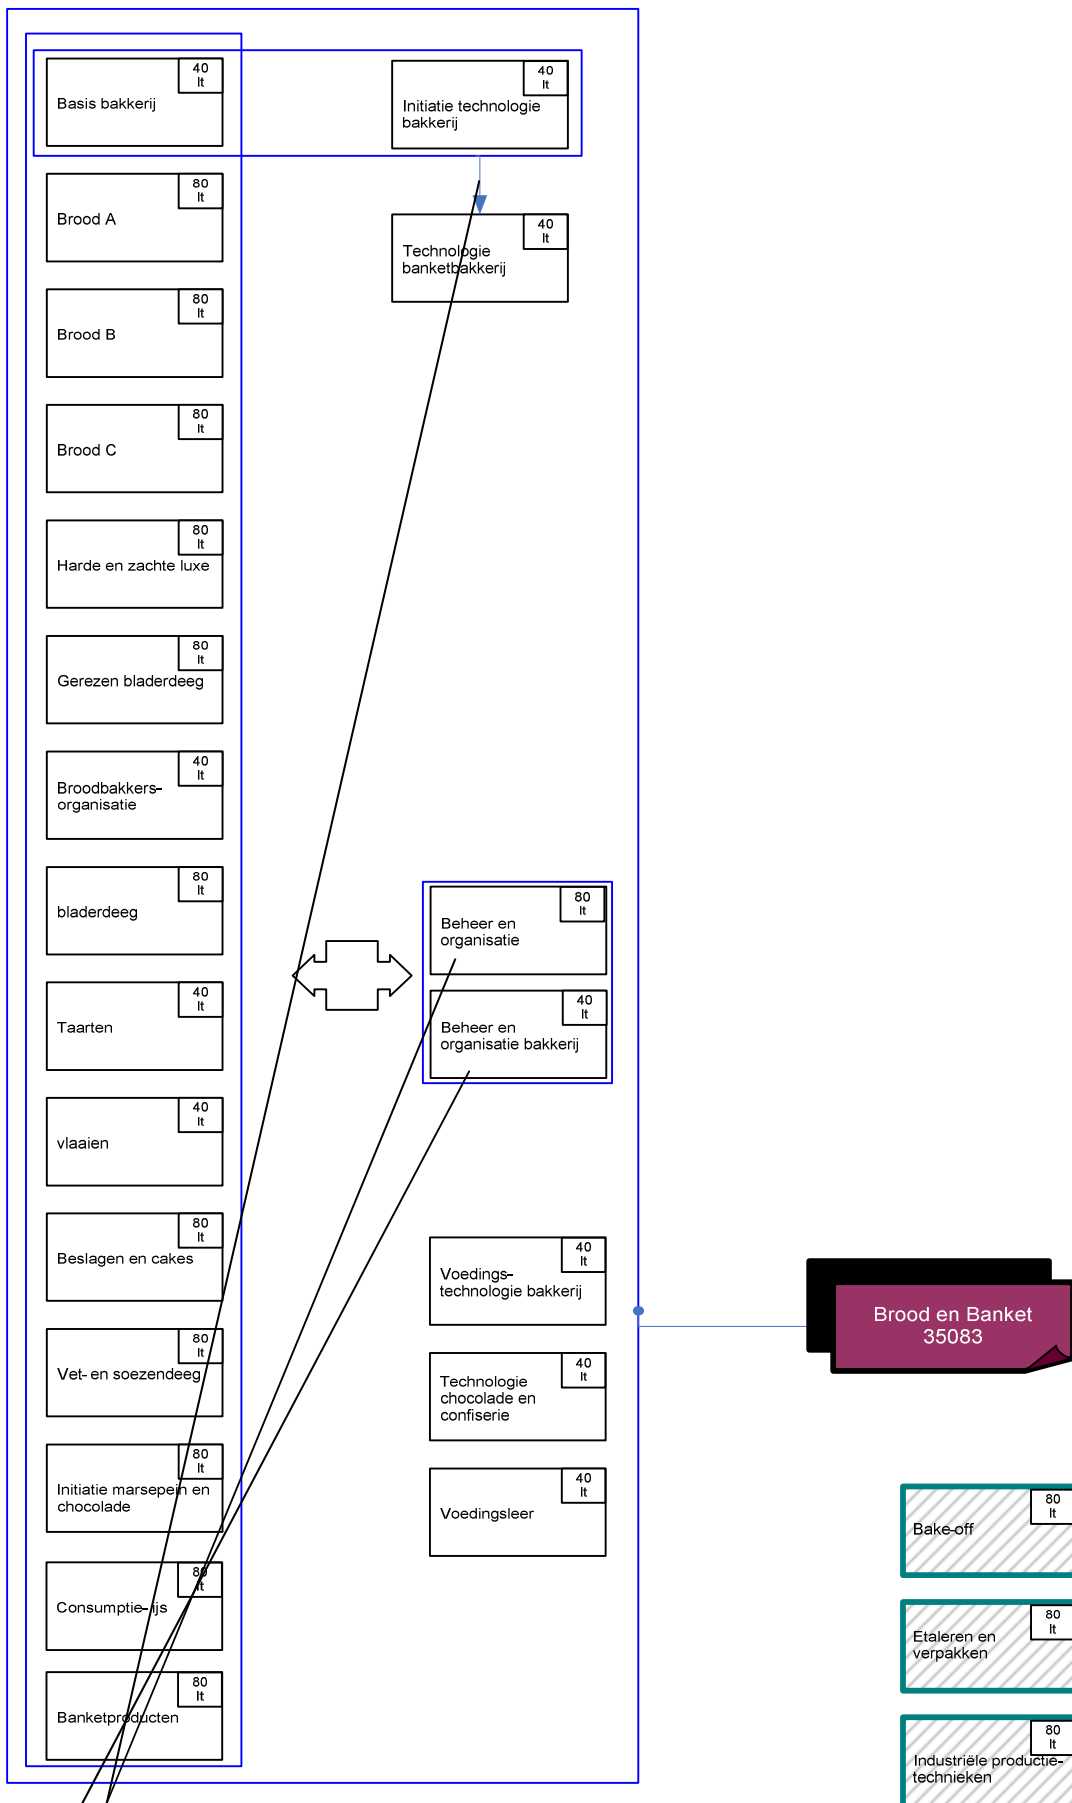 40
lt
Basis bakkerij
40
lt
Initiatie technologie
bakkerij
80
lt
Brood A
40
lt
Technologie
banketbakkerij
80
lt
Brood B
80
lt
Brood C
80
lt
Harde en zachte luxe
80
lt
Gerezen bladerdeeg
40
lt
Broodbakkers-
organisatie
80
lt
bladerdeeg
80
lt
Beheer en
organisatie
40
lt
Taarten
40
lt
Beheer en
organisatie bakkerij
40
lt
vlaaien
80
lt
Beslagen en cakes
40
lt
Voedings-
technologie bakkerij
Brood en Banket
35083
80
lt
Vet- en soezendeeg
40
lt
Technologie
chocolade en
confiserie
80
lt
Initiatie marsepein en
chocolade
40
lt
Voedingsleer
80
lt
Bake-off
80
lt
Consumptie-ijs
80
lt
Etaleren en
verpakken
80
lt
Banketproducten
80
lt
Industriële productie-
technieken